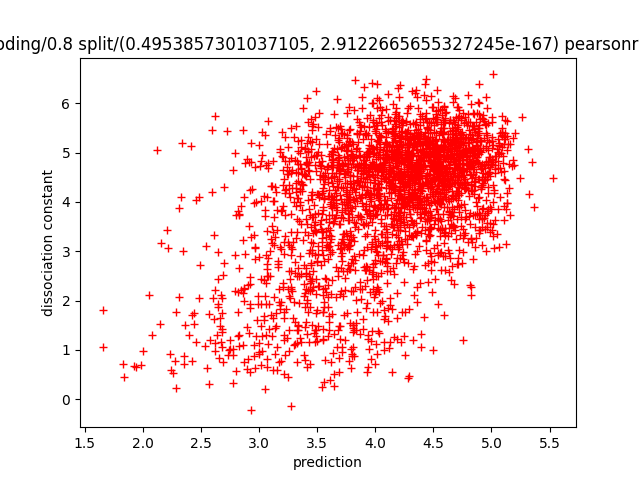 oding/0.8 split/(0.4953857301037105, 2.9122665655327245e-167) pearsonr
dissociation constant
6
5
4
3
2
1
0
1.5 2.0 2.5 3.0 3.5 4.0 4.5 5.0 5.5
prediction